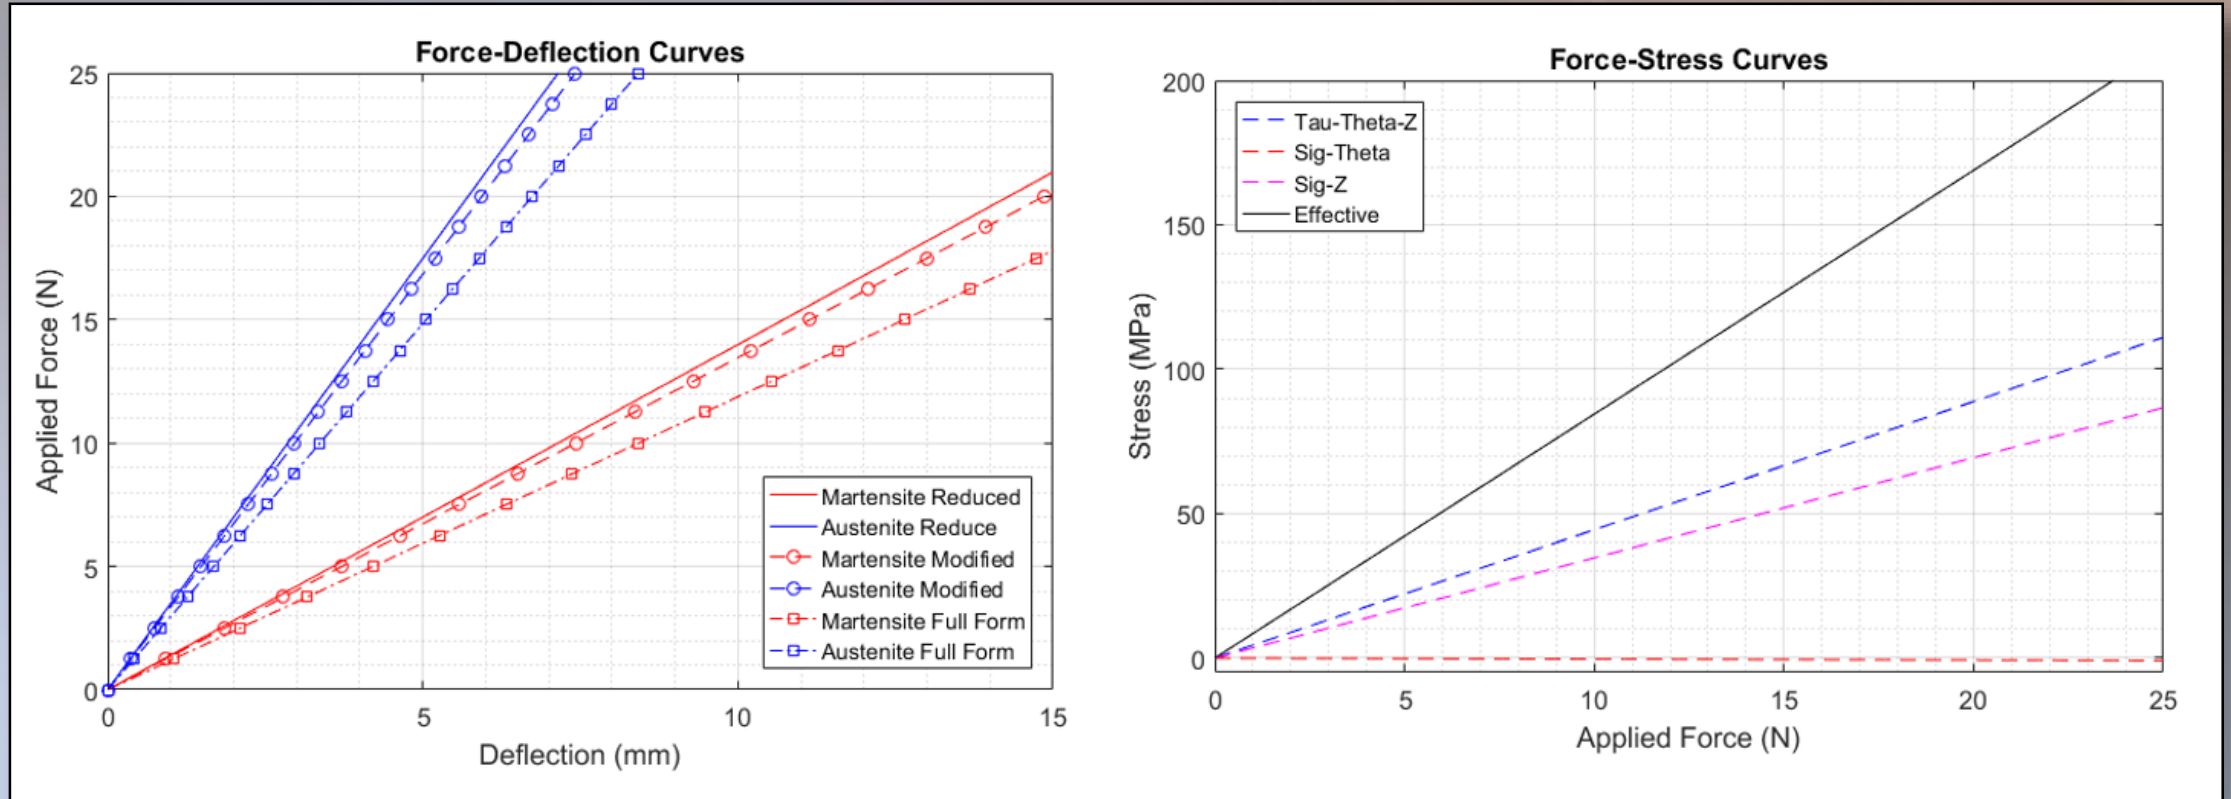 Force-Deflection Curves
25
20
15
10
5
0
0 5 10 15
Applied Force (N)
Deflection (mm)
Martensite Reduced
Austenite Reduce
Martensite Modified
Austenite Modified
Martensite Full Form
Austenite Full Form
Force-Stress Curves
200
150
100
50
0
0 5 10 15 20 25
Stress (MPa)
Applied Force (N)
Tau-Theta-Z
Sig-Theta
Sig-Z
Effective